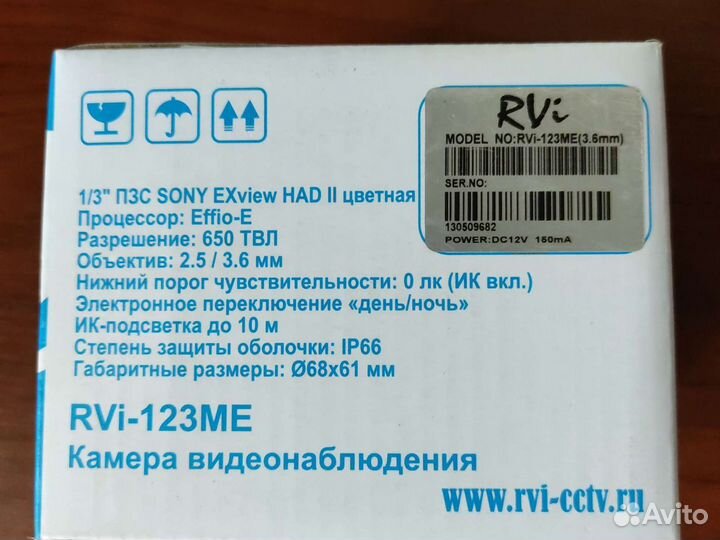 RVi
MODEL NO:RVi-123ME(3.6mm)
SER.NO:
130509682
POWER:DC12V 150mA
1/3" ПЗС SONY EXview HAD II цветная
Процессор: Effio-E
Разрешение: 650 ТВЛ
Объектив: 2.5 / 3.6 мм
Нижний порог чувствительности: 0 лк (ИК вкл.)
Электронное переключение «день/ночь»
ИК-подсветка до 10 м
Степень защиты оболочки: IP66
Габаритные размеры: Ø68x61 мм
RVi-123ME
Камера видеонаблюдения
www.rvi-cctv.ru
Avito